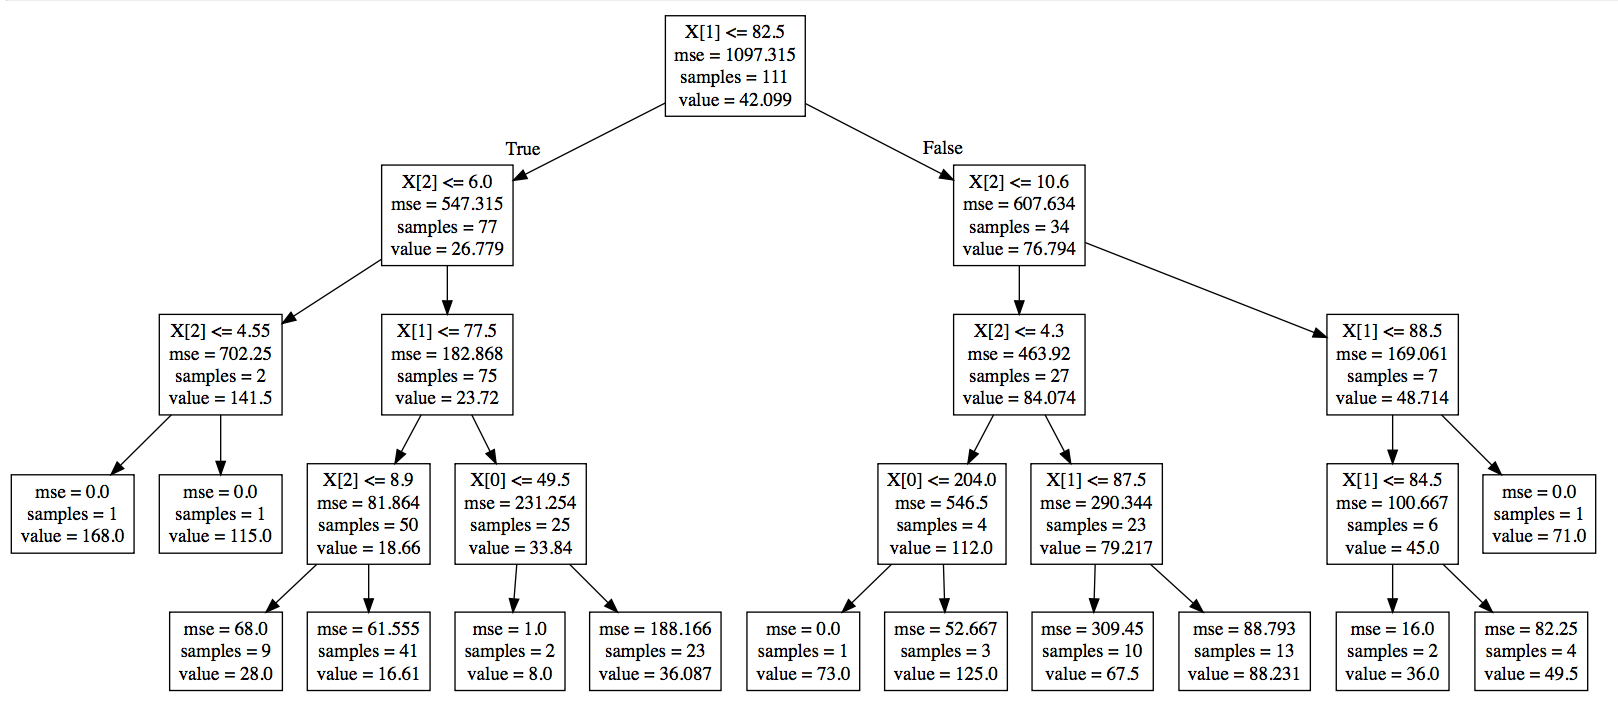 X[1] <= 82.5
mse = 1097.315
samples = 111
value = 42.099
True
False
X[2] <= 6.0
mse = 547.315
samples = 77
value = 26.779
X[2] <= 10.6
mse = 607.634
samples = 34
value = 76.794
X[2] <= 4.55
mse = 702.25
samples = 2
value = 141.5
X[1] <= 77.5
mse = 182.868
samples = 75
value = 23.72
X[2] <= 4.3
mse = 463.92
samples = 27
value = 84.074
X[1] <= 88.5
mse = 169.061
samples = 7
value = 48.714
mse = 0.0
samples = 1
value = 168.0
mse = 0.0
samples = 1
value = 115.0
X[2] <= 8.9
mse = 81.864
samples = 50
value = 18.66
X[0] <= 49.5
mse = 231.254
samples = 25
value = 33.84
X[0] <= 204.0
mse = 546.5
samples = 4
value = 112.0
X[1] <= 87.5
mse = 290.344
samples = 23
value = 79.217
X[1] <= 84.5
mse = 100.667
samples = 6
value = 45.0
mse = 0.0
samples = 1
value = 71.0
mse = 68.0
samples = 9
value = 28.0
mse = 61.555
samples = 41
value = 16.61
mse = 1.0
samples = 2
value = 8.0
mse = 188.166
samples = 23
value = 36.087
mse = 0.0
samples = 1
value = 73.0
mse = 52.667
samples = 3
value = 125.0
mse = 309.45
samples = 10
value = 67.5
mse = 88.793
samples = 13
value = 88.231
mse = 16.0
samples = 2
value = 36.0
mse = 82.25
samples = 4
value = 49.5